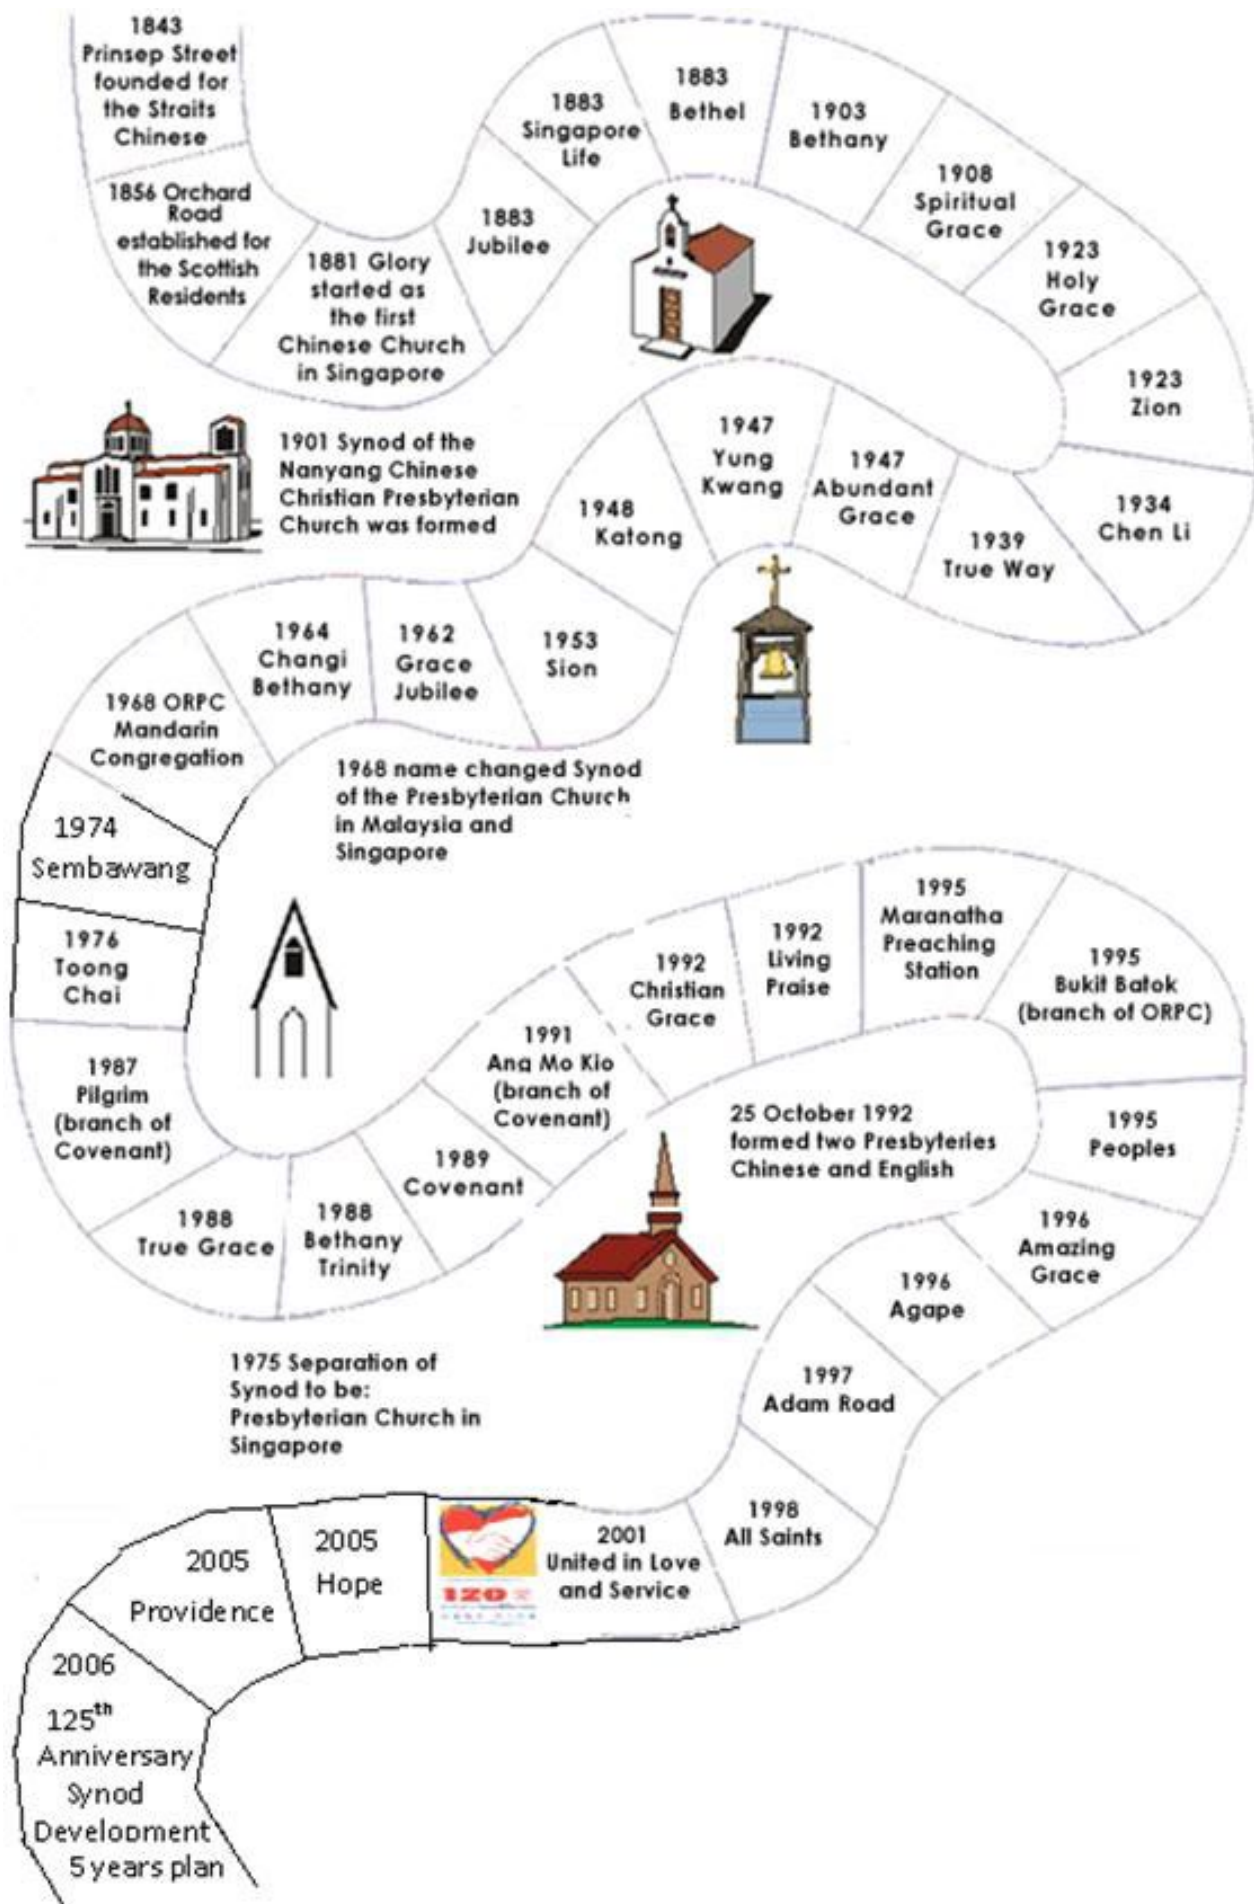 1843
Prinsep Street
founded for
the Straits
Chinese
1856 Orchard
Road
established for
the Scottish
Residents
1881 Glory
started as
the first
Chinese Church
in Singapore
1883
Jubilee
1883
Singapore
Life
1883
Bethel
1903
Bethany
1908
Spiritual
Grace
1923
Holy
Grace
1923
Zion
1934
Chen Li
1939
True Way
1947
Abundant
Grace
1947
Yung
Kwang
1948
Katong
1901 Synod of the
Nanyang Chinese
Christian Presbyterian
Church was formed
1953
Sion
1962
Grace
Jubilee
1964
Changi
Bethany
1968 ORPC
Mandarin
Congregation
1968 name changed Synod
of the Presbyterian Church
in Malaysia and
Singapore
1974
Sembawang
1976
Toong
Chai
1987
Pilgrim
(branch of
Covenant)
1988
True Grace
1988
Bethany
Trinity
1989
Covenant
1991
Ang Mo Kio
(branch of
Covenant)
1992
Christian
Grace
1992
Living
Praise
1995
Maranatha
Preaching
Station
1995
Bukit Batok
(branch of ORPC)
25 October 1992
formed two Presbyteries
Chinese and English
1995
Peoples
1996
Amazing
Grace
1996
Agape
1997
Adam Road
1975 Separation of
Synod to be:
Presbyterian Church in
Singapore
1998
All Saints
2001
United in Love
and Service
120
2005
Hope
2005
Providence
2006
125th
Anniversary
Synod
Development
5 years plan